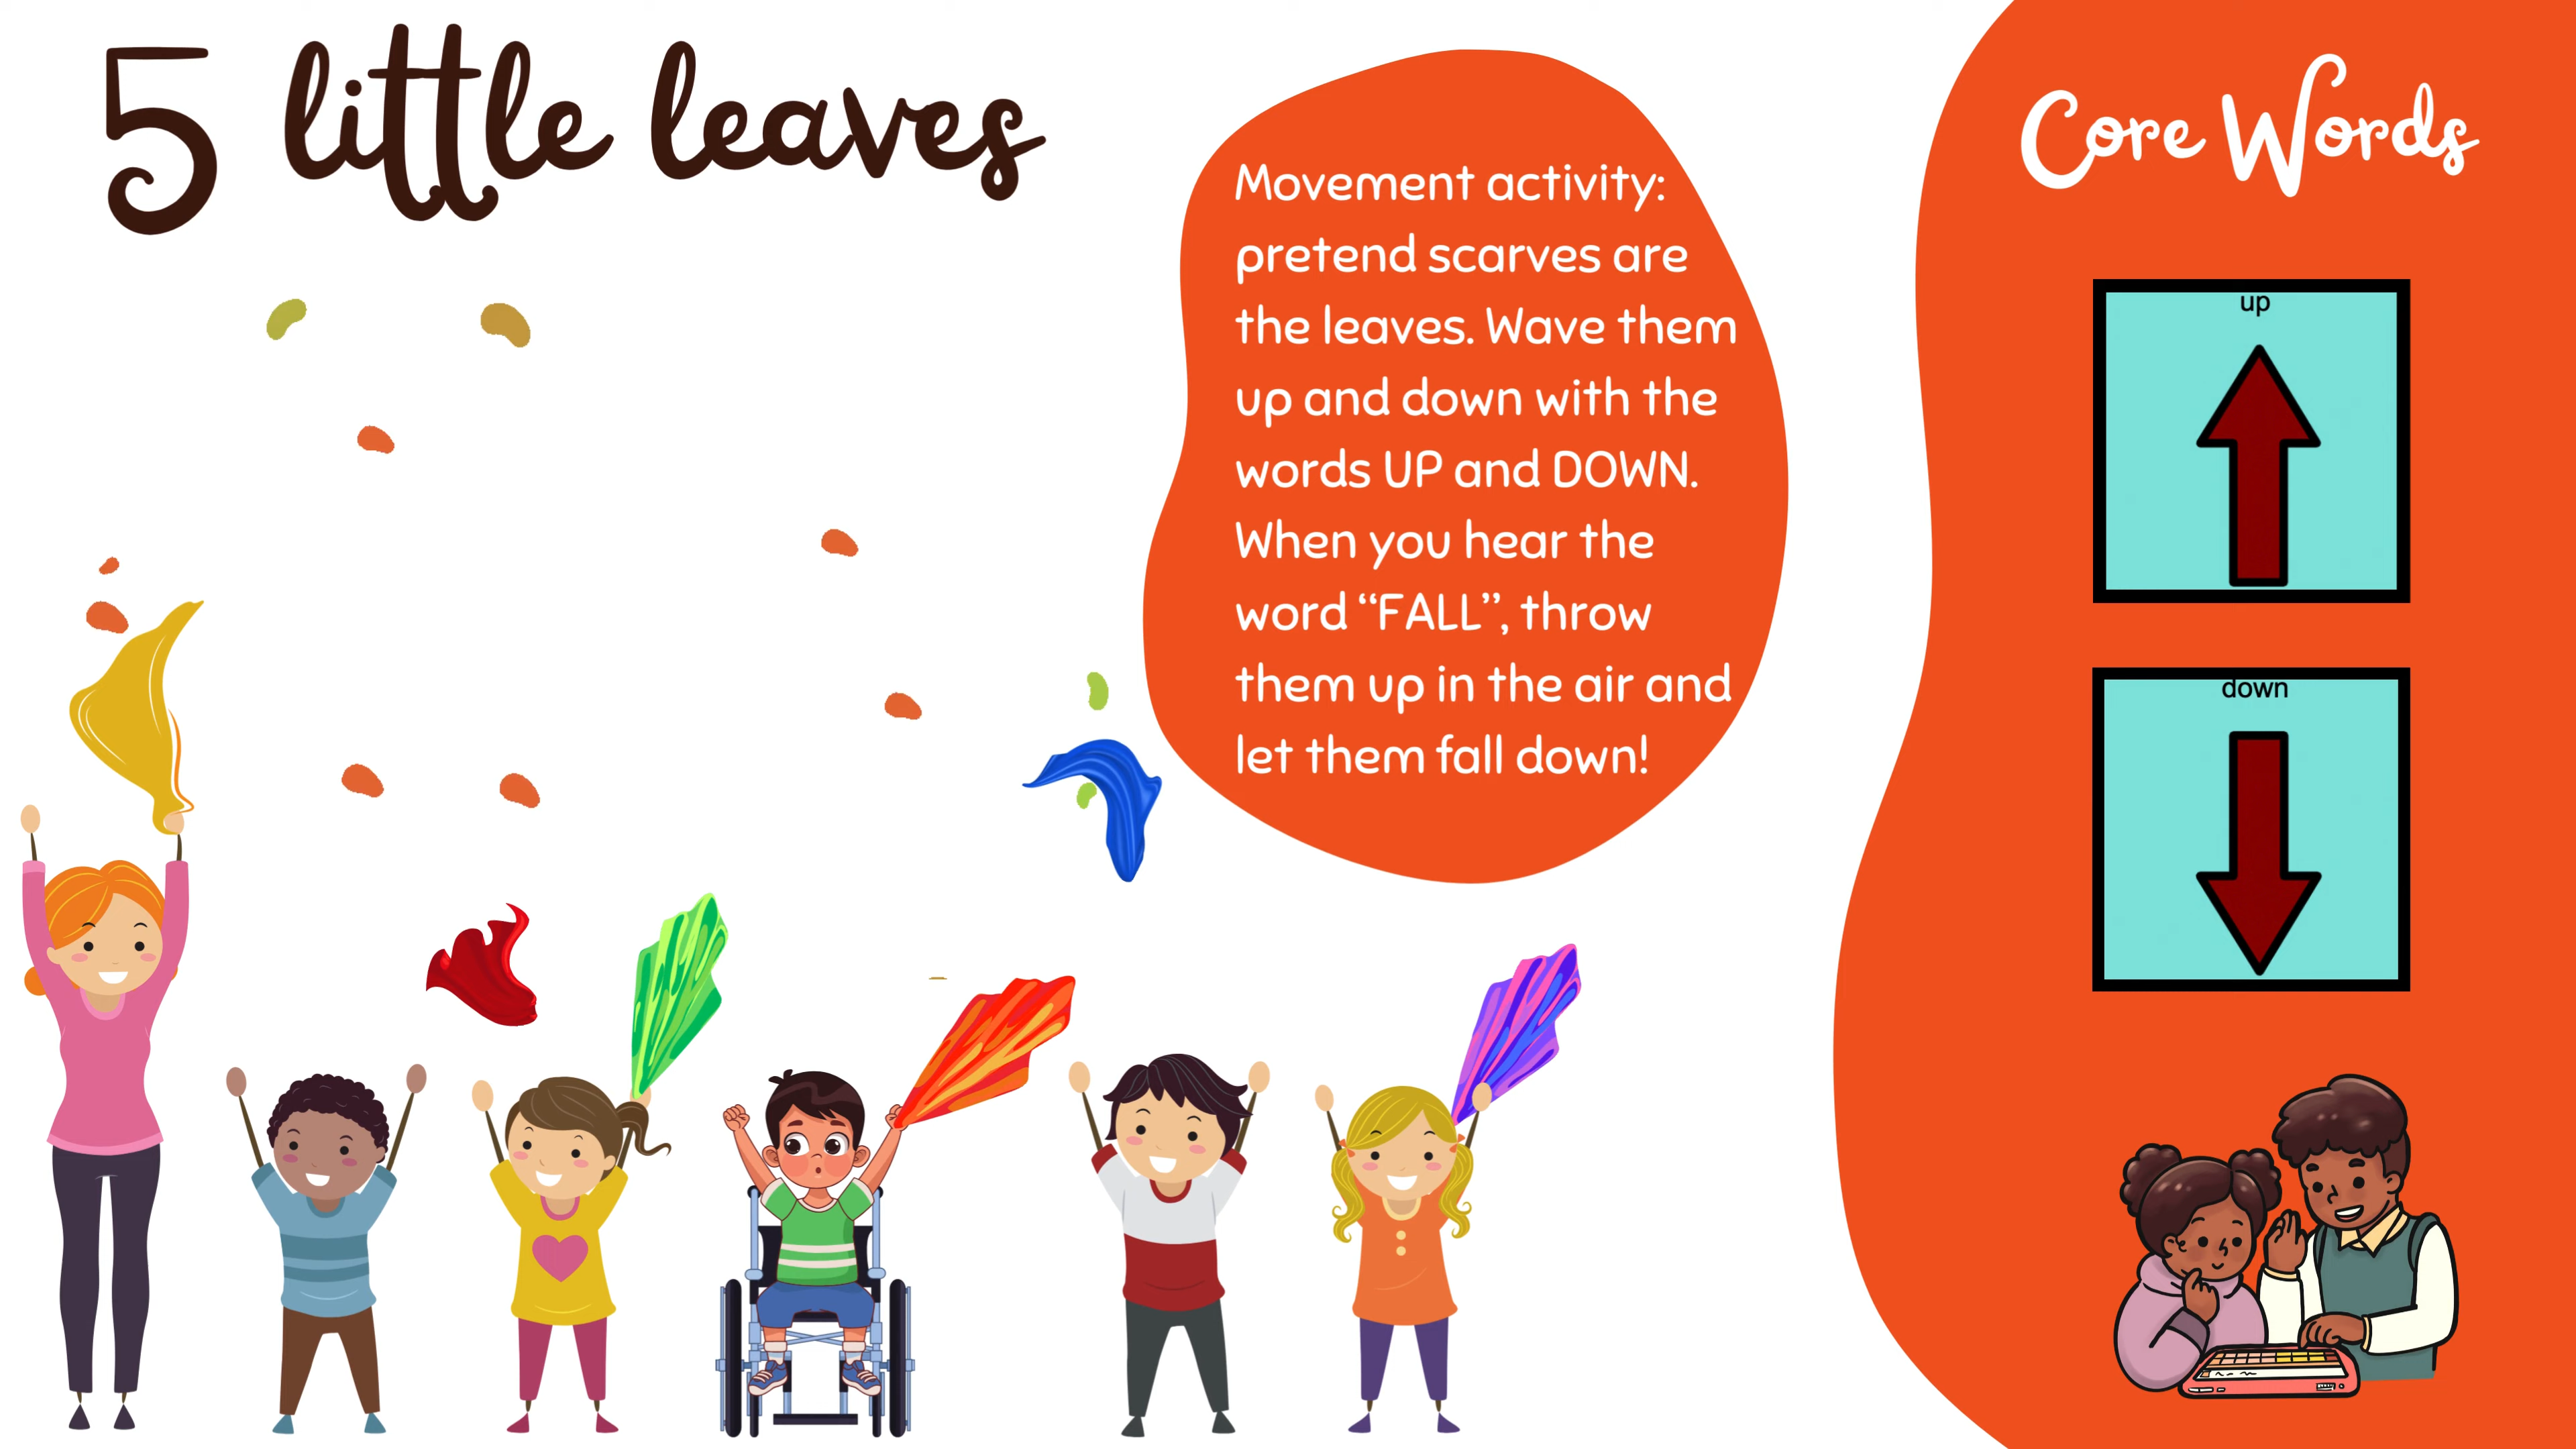 5 little leaves
Movement activity:
pretend scarves are
the leaves. Wave them
up and down with the
words UP and DOWN.
When you hear the
word “FALL”, throw
them up in the air and
let them fall down!
Core Words
up
down